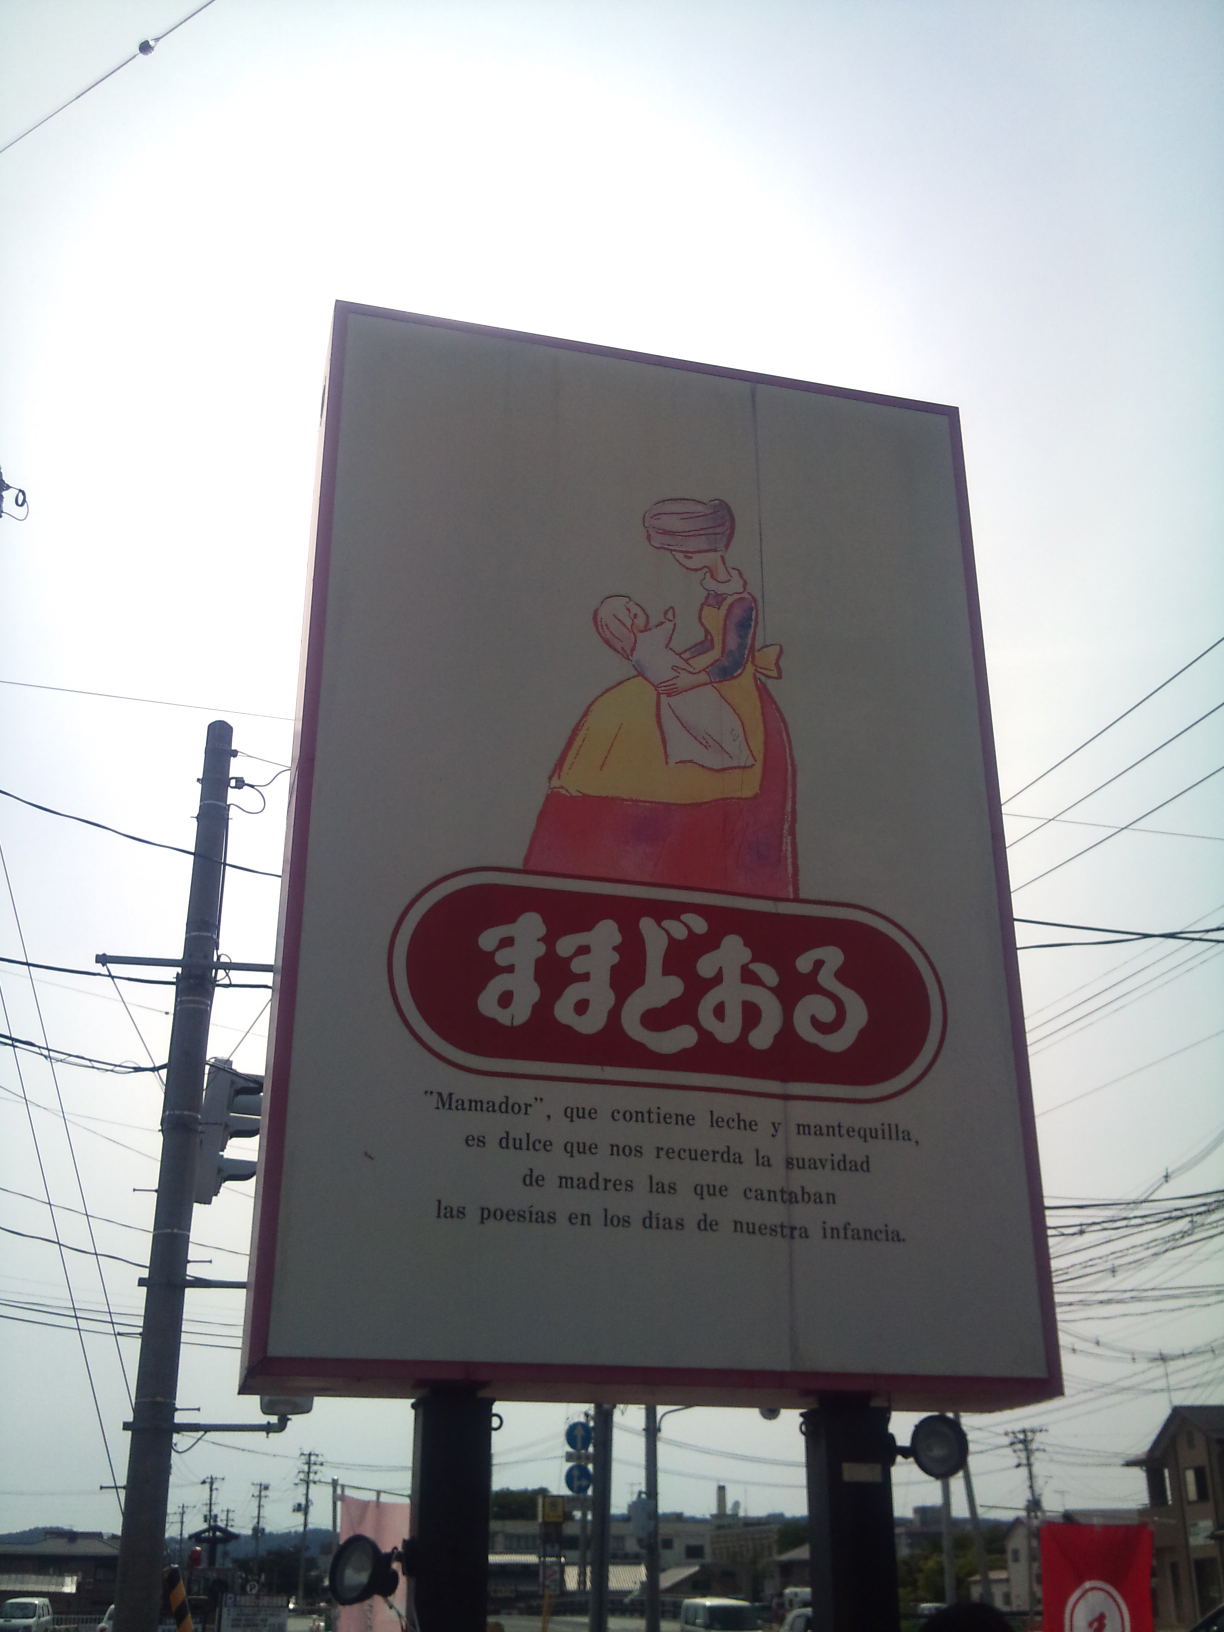 ままどおる
"Mamador", que contiene leche y mantequilla,
es dulce que nos recuerda la suavidad
de madres las que cantaban
las poesías en los días de nuestra infancia.